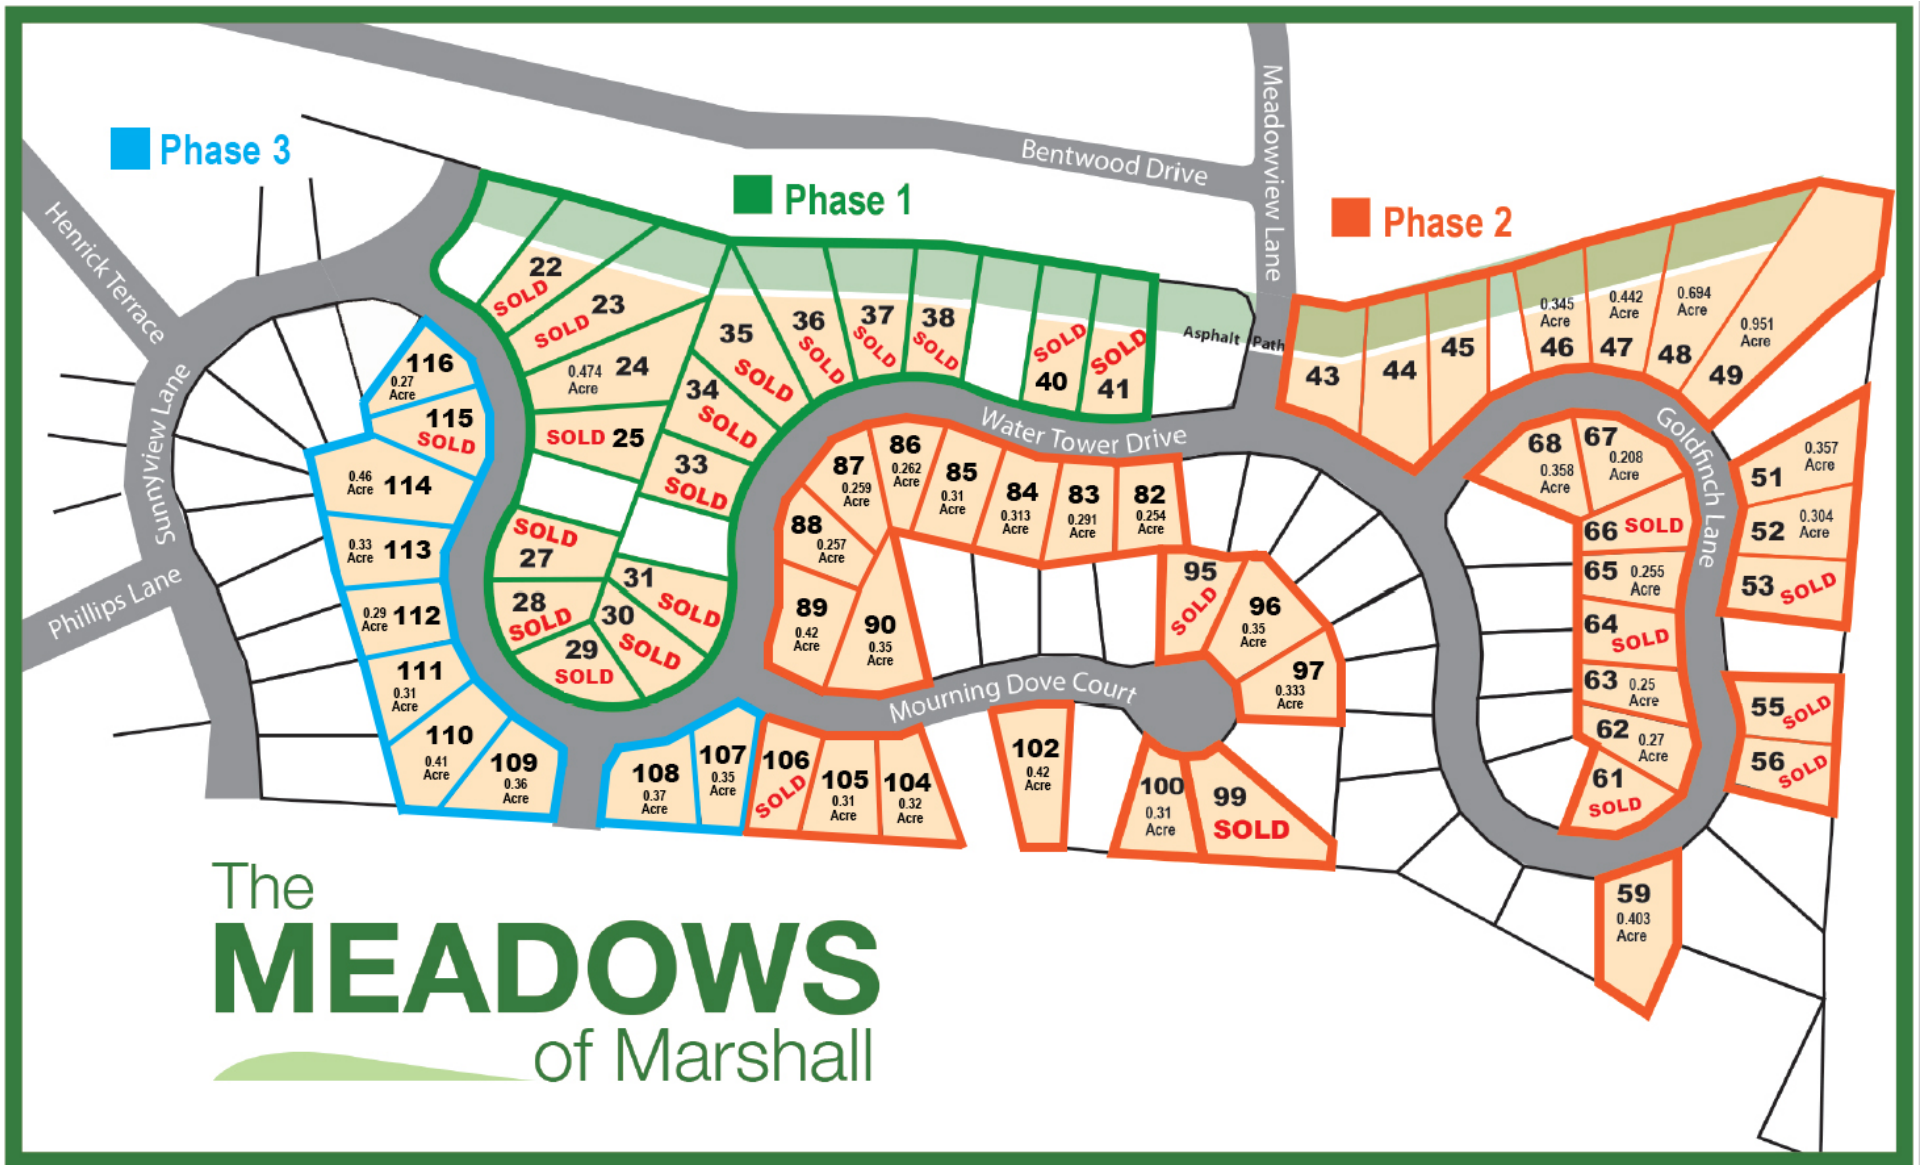 Phase 3
Phase 1
Phase 2
Bentwood Drive
Meadowview Lane
Henrick Terrace
Sunnyview Lane
Phillips Lane
Water Tower Drive
Goldfinch Lane
Mourning Dove Court
Asphalt Path
22
SOLD
23
SOLD
24
0.474
Acre
SOLD 25
SOLD
27
28
SOLD
29
SOLD
30
SOLD
31
SOLD
33
SOLD
34
SOLD
35
SOLD
36
SOLD
37
SOLD
38
SOLD
SOLD
40
SOLD
41
43
44
45
0.345
Acre
46
0.442
Acre
47
0.694
Acre
48
0.951
Acre
49
0.357
Acre
51
0.304
Acre
52
53 SOLD
55 SOLD
56 SOLD
59
0.403
Acre
61
SOLD
62
0.27
Acre
63
0.25
Acre
64
SOLD
65
0.255
Acre
66 SOLD
67
0.208
Acre
68
0.358
Acre
82
0.254
Acre
83
0.291
Acre
84
0.313
Acre
85
0.31
Acre
86
0.262
Acre
87
0.259
Acre
88
0.257
Acre
89
0.42
Acre
90
0.35
Acre
95
SOLD
96
0.35
Acre
97
0.333
Acre
99
SOLD
100
0.31
Acre
102
0.42
Acre
104
0.32
Acre
105
0.31
Acre
106
SOLD
107
0.35
Acre
108
0.37
Acre
109
0.36
Acre
110
0.41
Acre
111
0.31
Acre
0.29
Acre
112
0.33
Acre
113
0.46
Acre
114
115
SOLD
116
0.27
Acre
The
MEADOWS
of Marshall